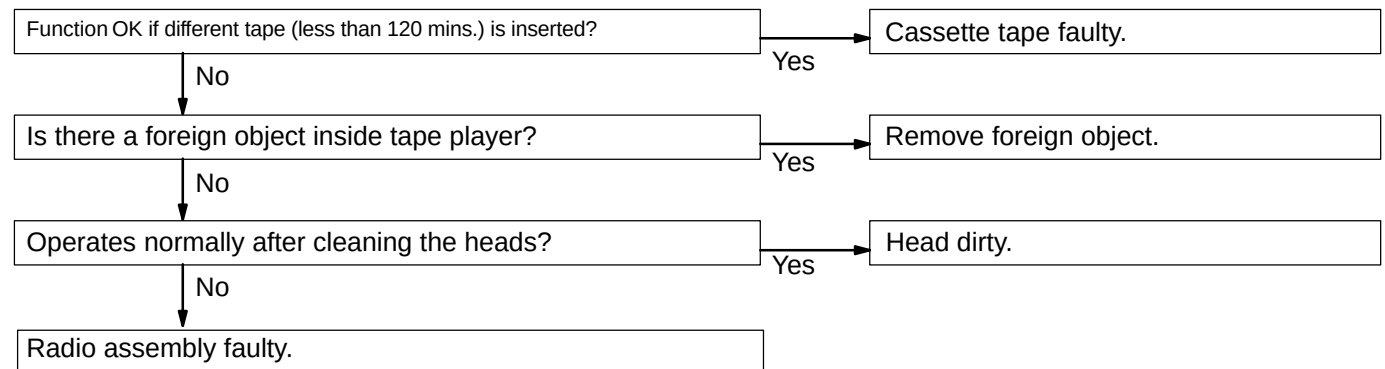 Function OK if different tape (less than 120 mins.) is inserted?
Cassette tape faulty.
Yes
No
Is there a foreign object inside tape player?
Remove foreign object.
Yes
No
Operates normally after cleaning the heads?
Head dirty.
Yes
No
Radio assembly faulty.